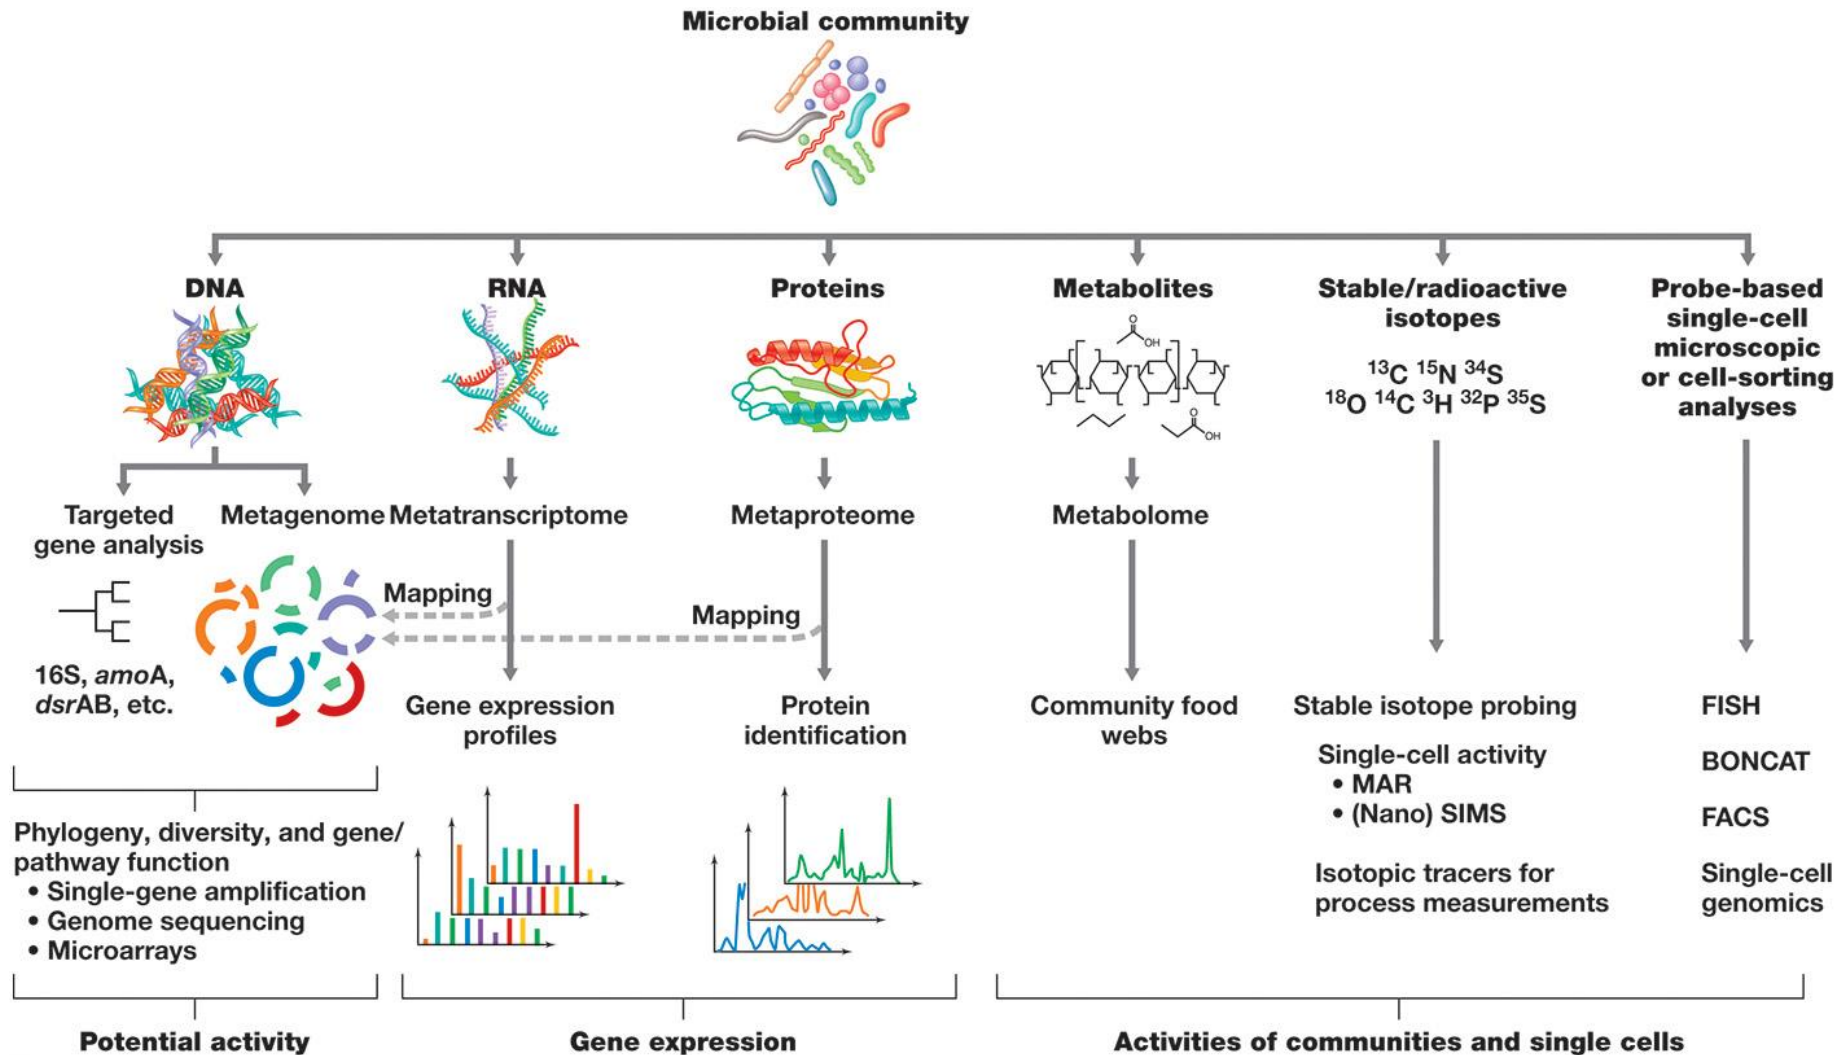 Microbial community
DNA
RNA
Proteins
Metabolites
Stable/radioactive
isotopes
Probe-based
single-cell
microscopic
or cell-sorting
analyses
O
OH
O
OH
¹³C ¹⁵N ³⁴S
¹⁸O ¹⁴C ³H ³²P ³⁵S
Targeted
gene analysis
Metagenome
Metatranscriptome
Metaproteome
Metabolome
Mapping
Mapping
16S, amoA,
dsrAB, etc.
Gene expression
profiles
Protein
identification
Community food
webs
Stable isotope probing
Single-cell activity
• MAR
• (Nano) SIMS
Isotopic tracers for
process measurements
FISH
BONCAT
FACS
Single-cell
genomics
Phylogeny, diversity, and gene/
pathway function
• Single-gene amplification
• Genome sequencing
• Microarrays
Potential activity
Gene expression
Activities of communities and single cells